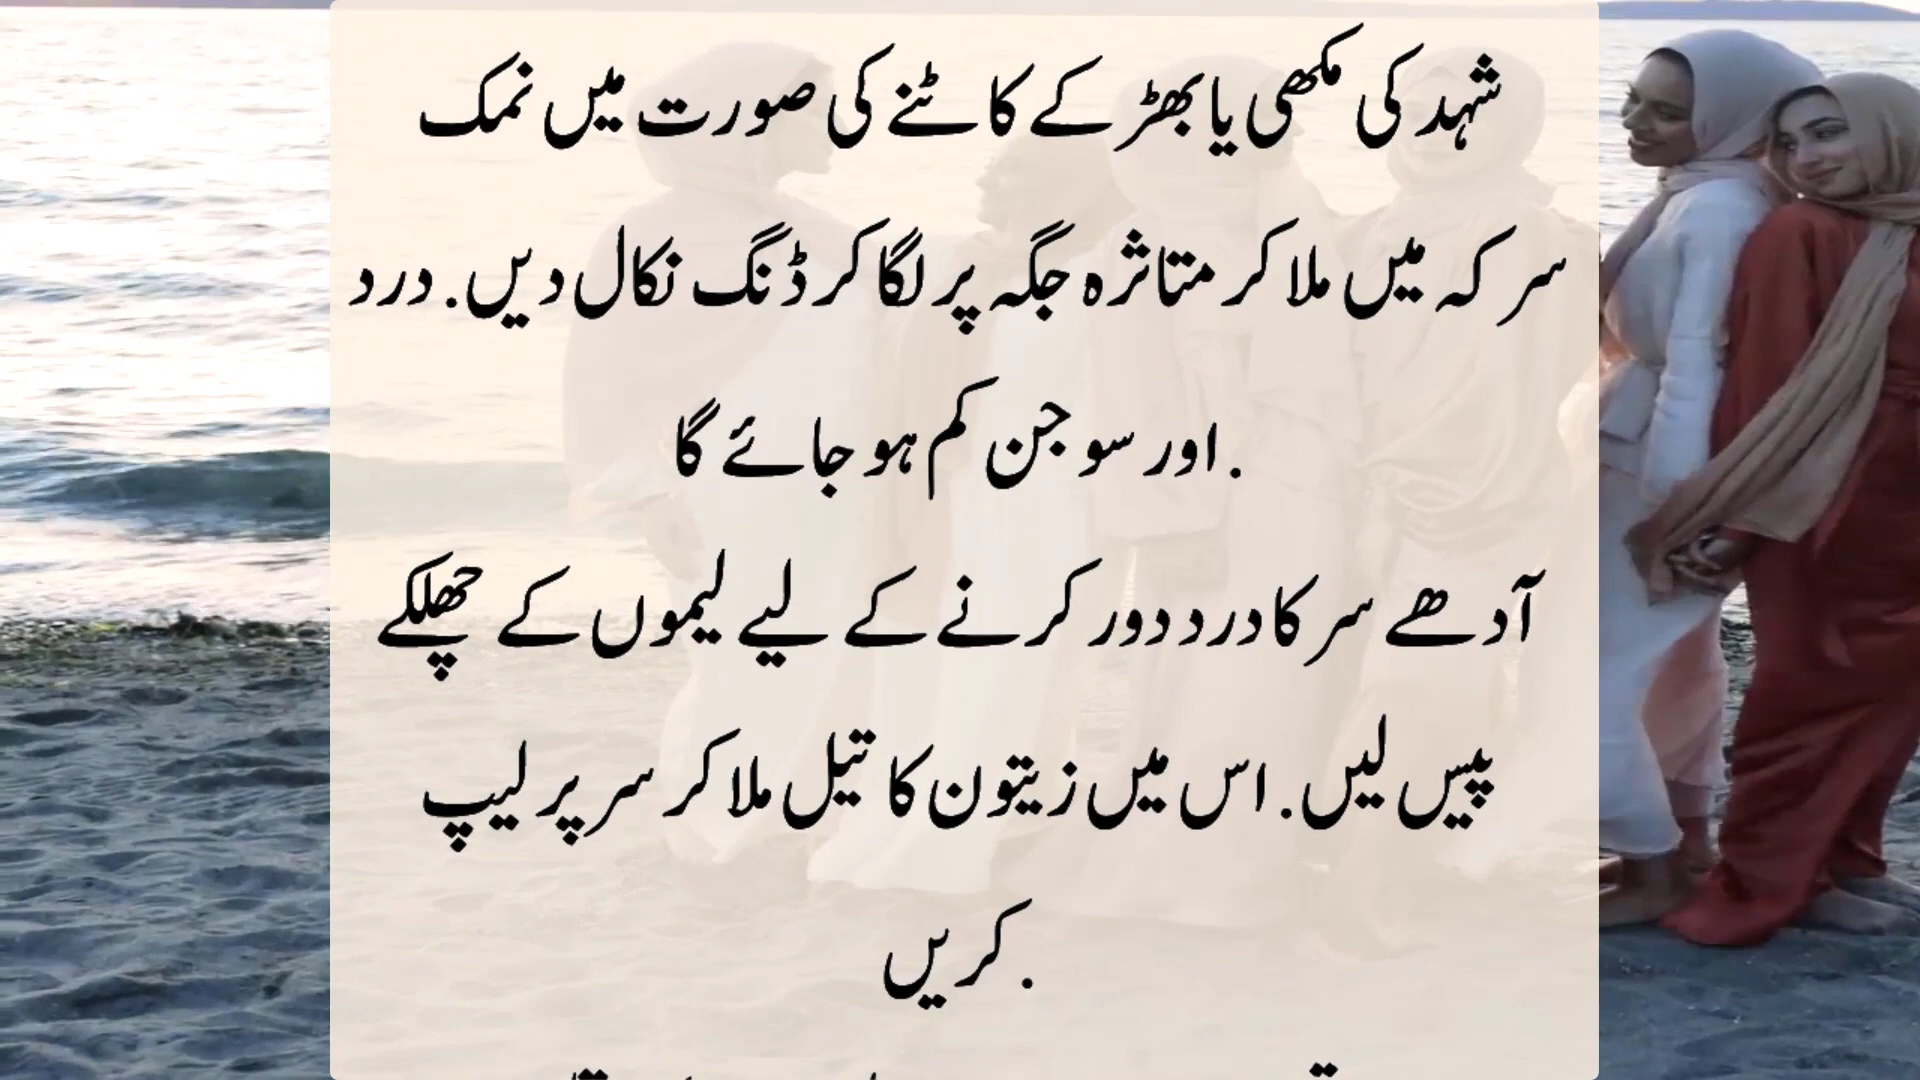 شہد کی مکھی یا بھڑ کے کاٹنے کی صورت میں نمک
سرکہ میں ملا کر متاثرہ جگہ پر لگا کر ڈنگ نکال دیں. درد
. اور سوجن کم ہو جائے گا
آدھے سر کا درد دور کرنے کے لیے لیموں کے چھلکے
پیس لیں. اس میں زیتون کا تیل ملا کر سر پر لیپ
. کریں